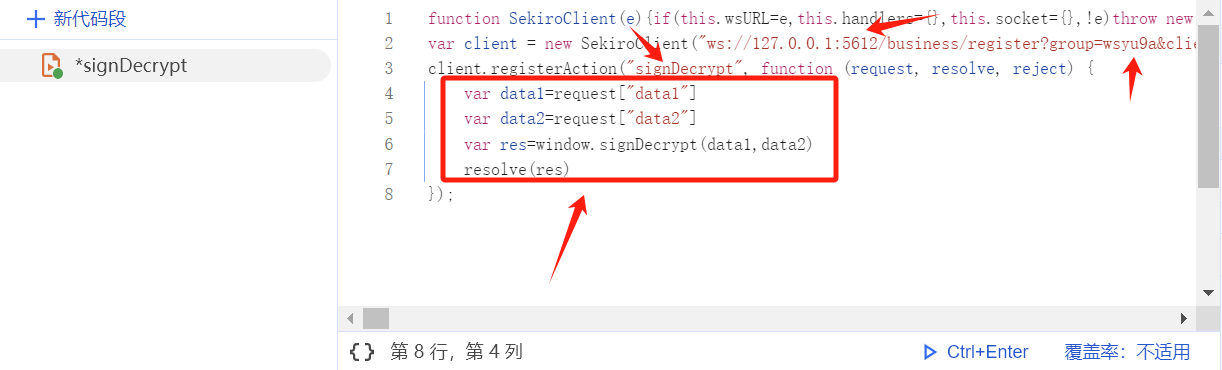 新代码段
*signDecrypt
1 function SekiroClient(e){if(this.wsURL=e,this.handlers={},this.socket={},!e)throw new
2 var client = new SekiroClient("ws://127.0.0.1:5612/business/register?group=wsyu9a&clie
3 client.registerAction("signDecrypt", function (request, resolve, reject) {
4 var data1=request["data1"]
5 var data2=request["data2"]
6 var res=window.signDecrypt(data1,data2)
7 resolve(res)
8 });
{} 第 8 行，第 4 列 Ctrl+Enter 覆盖率：不适用